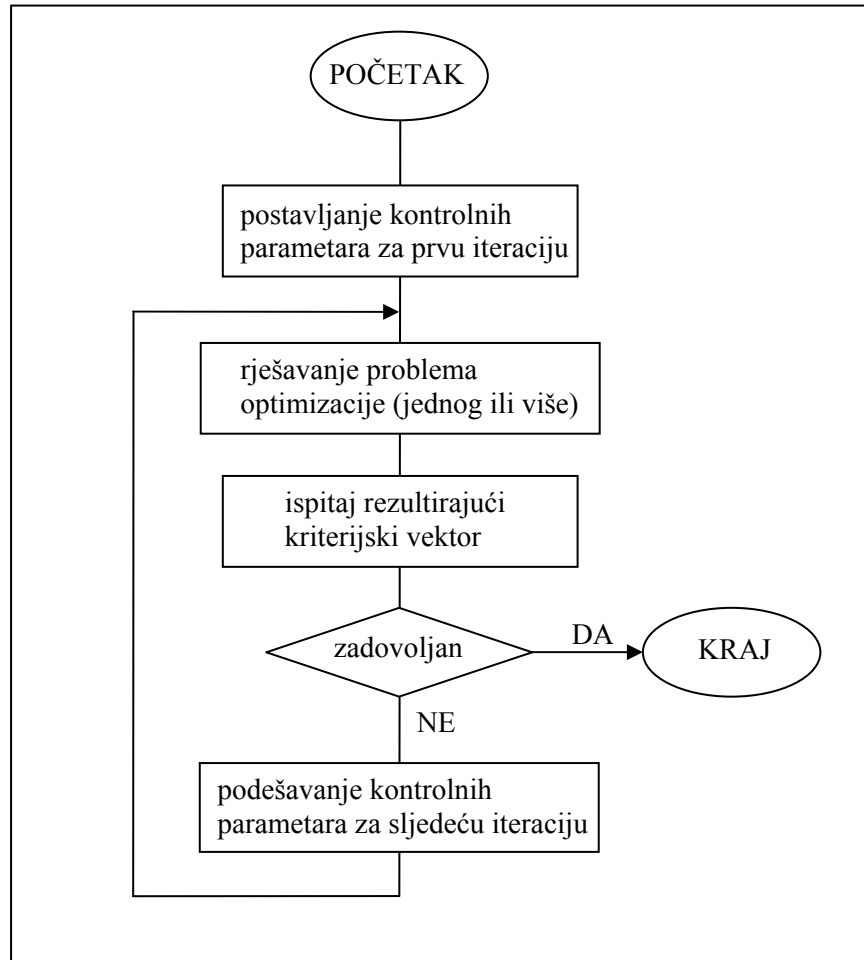 POČETAK
postavljanje kontrolnih
parametara za prvu iteraciju
rješavanje problema
optimizacije (jednog ili više)
ispitaj rezultirajući
kriterijski vektor
zadovoljan
DA
KRAJ
NE
podešavanje kontrolnih
parametara za sljedeću iteraciju